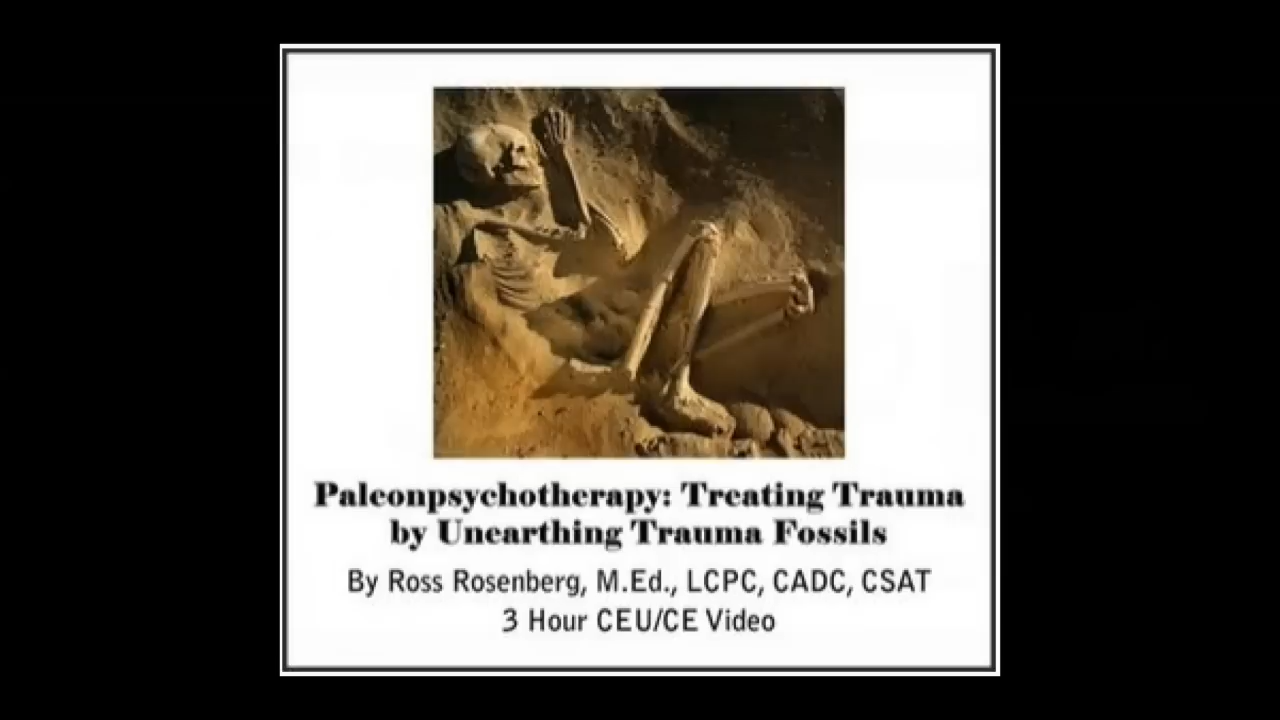 Paleonpsychotherapy: Treating Trauma
by Unearthing Trauma Fossils
By Ross Rosenberg, M.Ed., LCPC, CADC, CSAT
3 Hour CEU/CE Video